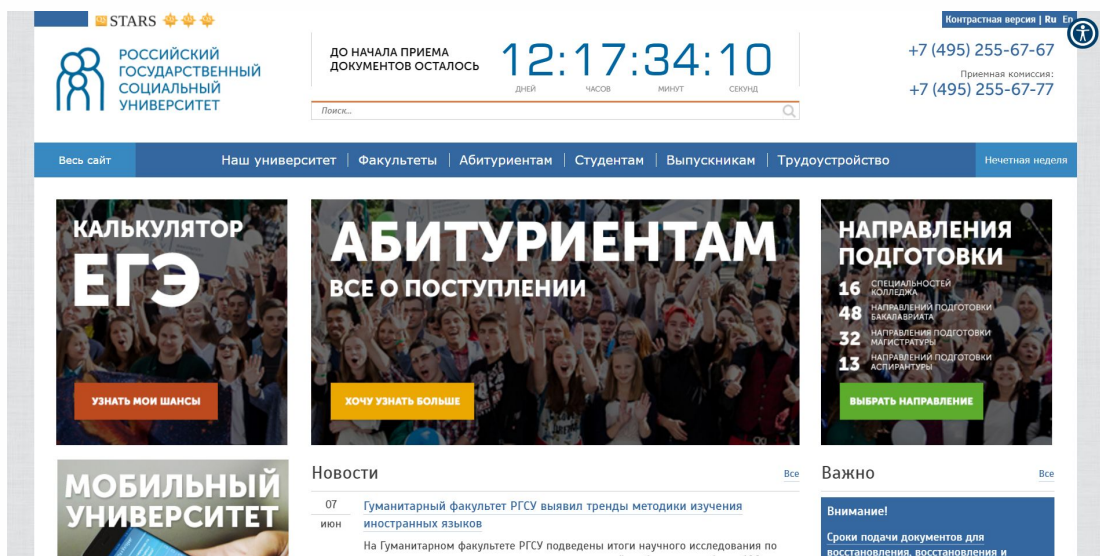 STARS
Контрастная версия | Ru En
РОССИЙСКИЙ
ГОСУДАРСТВЕННЫЙ
СОЦИАЛЬНЫЙ
УНИВЕРСИТЕТ
ДО НАЧАЛА ПРИЕМА
ДОКУМЕНТОВ ОСТАЛОСЬ
12:17:34:10
ДНЕЙ ЧАСОВ МИНУТ СЕКУНД
Поиск...
+7 (495) 255-67-67
Приемная комиссия:
+7 (495) 255-67-77
Весь сайт
Наш университет | Факультеты | Абитуриентам | Студентам | Выпускникам | Трудоустройство
Нечетная неделя
КАЛЬКУЛЯТОР
ЕГЭ
УЗНАТЬ МОИ ШАНСЫ
АБИТУРИЕНТАМ
ВСЕ О ПОСТУПЛЕНИИ
ХОЧУ УЗНАТЬ БОЛЬШЕ
НАПРАВЛЕНИЯ
ПОДГОТОВКИ
16 СПЕЦИАЛЬНОСТЕЙ
КОЛЛЕДЖА
48 НАПРАВЛЕНИЙ ПОДГОТОВКИ
БАКАЛАВРИАТА
32 НАПРАВЛЕНИЯ ПОДГОТОВКИ
МАГИСТРАТУРЫ
13 НАПРАВЛЕНИЙ ПОДГОТОВКИ
АСПИРАНТУРЫ
ВЫБРАТЬ НАПРАВЛЕНИЕ
МОБИЛЬНЫЙ
УНИВЕРСИТЕТ
Новости
Все
07
июн
Гуманитарный факультет РГСУ выявил тренды методики изучения
иностранных языков
На Гуманитарном факультете РГСУ подведены итоги научного исследования по
Важно
Все
Внимание!
Сроки подачи документов для
восстановления, восстановления и